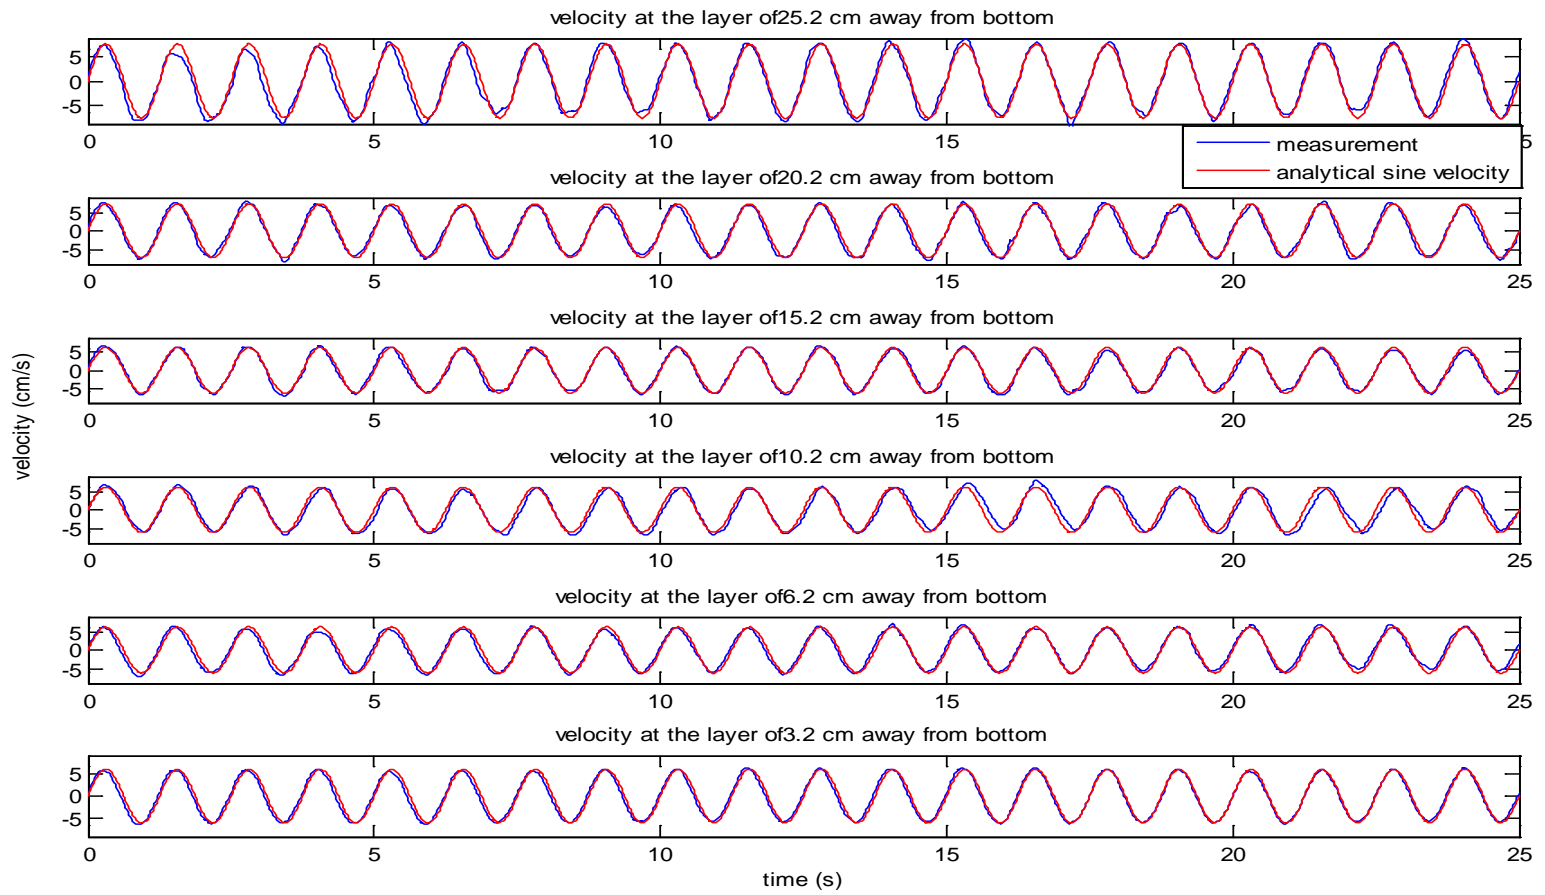 velocity at the layer of25.2 cm away from bottom
5
0
-5
0 5 10 15 5
measurement
analytical sine velocity
velocity at the layer of20.2 cm away from bottom
5
0
-5
0 5 10 15 20 25
velocity at the layer of15.2 cm away from bottom
5
0
-5
0 5 10 15 20 25
velocity (cm/s)
velocity at the layer of10.2 cm away from bottom
5
0
-5
0 5 10 15 20 25
velocity at the layer of6.2 cm away from bottom
5
0
-5
0 5 10 15 20 25
velocity at the layer of3.2 cm away from bottom
5
0
-5
0 5 10 15 20 25
time (s)